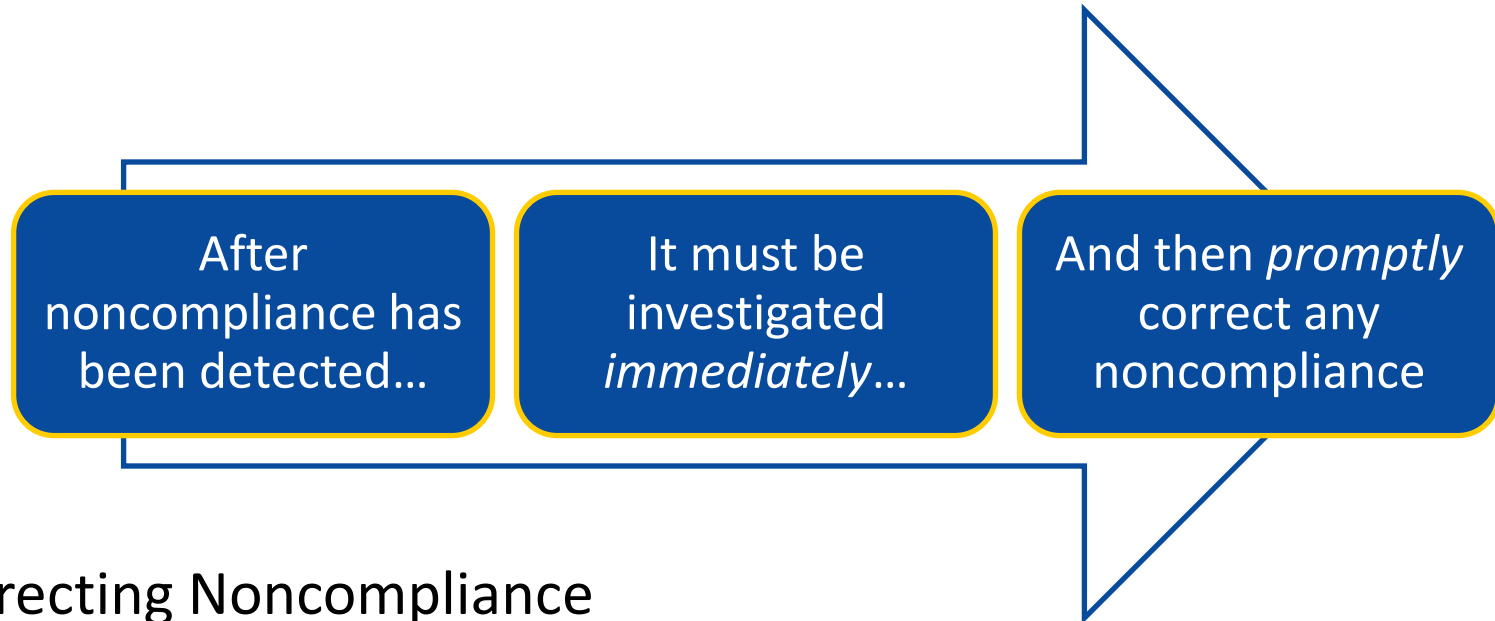 After
noncompliance has
been detected…
It must be
investigated
immediately…
And then promptly
correct any
noncompliance
recting Noncompliance